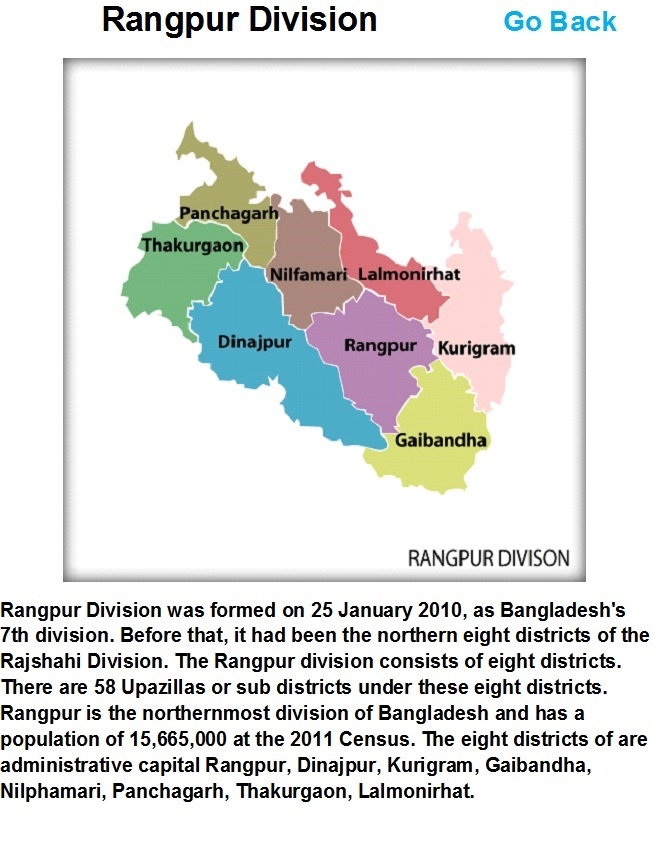 Rangpur Division
Go Back
Panchagarh
Thakurgaon
Nilfamari
Lalmonirhat
Dinajpur
Rangpur
Kurigram
Gaibandha
RANGPUR DIVISON
Rangpur Division was formed on 25 January 2010, as Bangladesh's
7th division. Before that, it had been the northern eight districts of the
Rajshahi Division. The Rangpur division consists of eight districts.
There are 58 Upazillas or sub districts under these eight districts.
Rangpur is the northernmost division of Bangladesh and has a
population of 15,665,000 at the 2011 Census. The eight districts of are
administrative capital Rangpur, Dinajpur, Kurigram, Gaibandha,
Nilphamari, Panchagarh, Thakurgaon, Lalmonirhat.